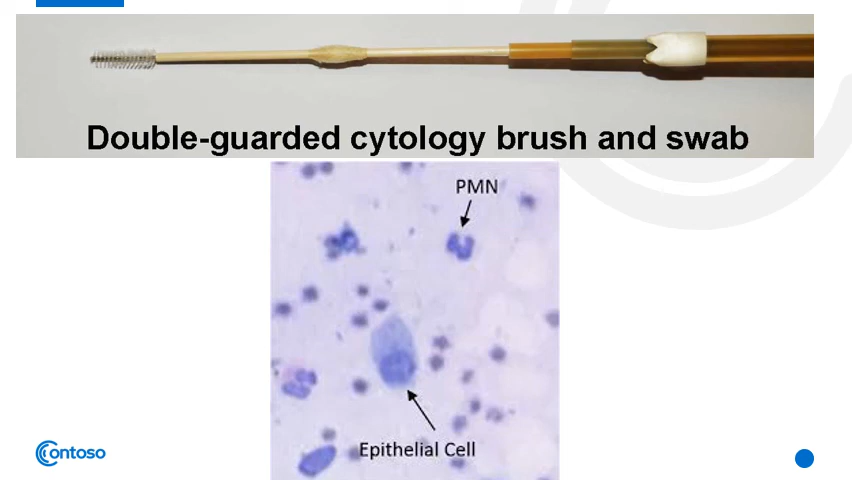 Double-guarded cytology brush and swab
PMN
Epithelial Cell
Contoso